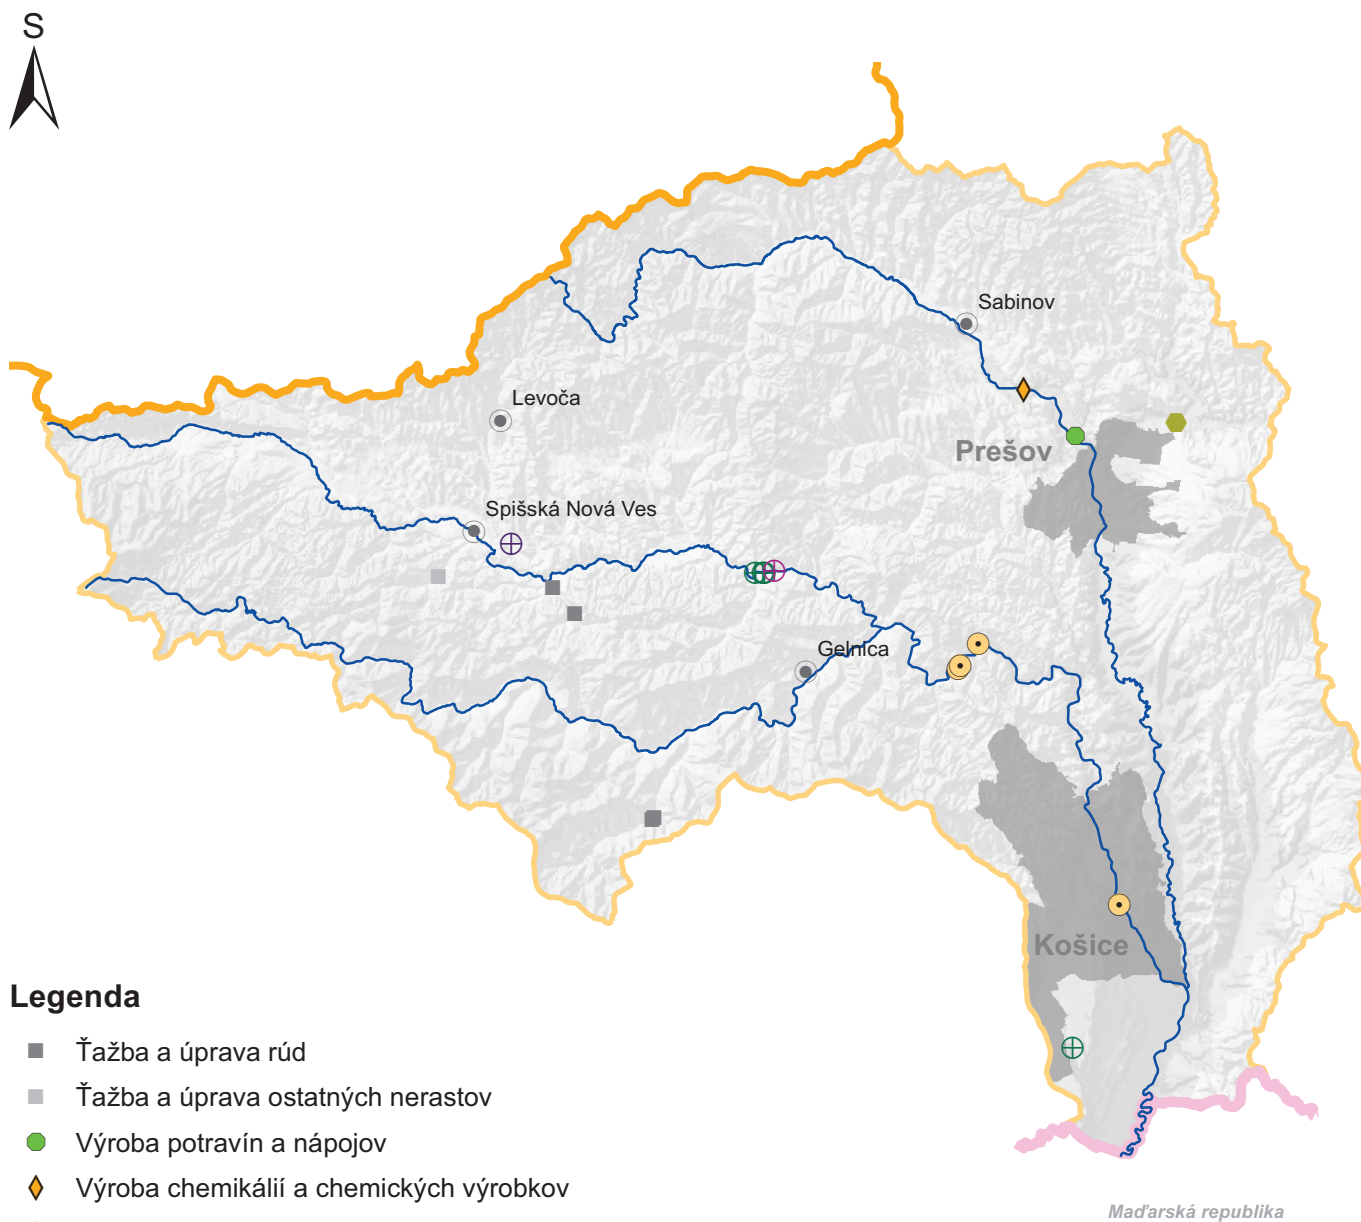 S
Sabinov
Levoča
Prešov
Spišská Nová Ves
Gelnica
Košice
Legenda
Ťažba a úprava rúd
Ťažba a úprava ostatných nerastov
Výroba potravín a nápojov
Výroba chemikálií a chemických výrobkov
Maďarská republika